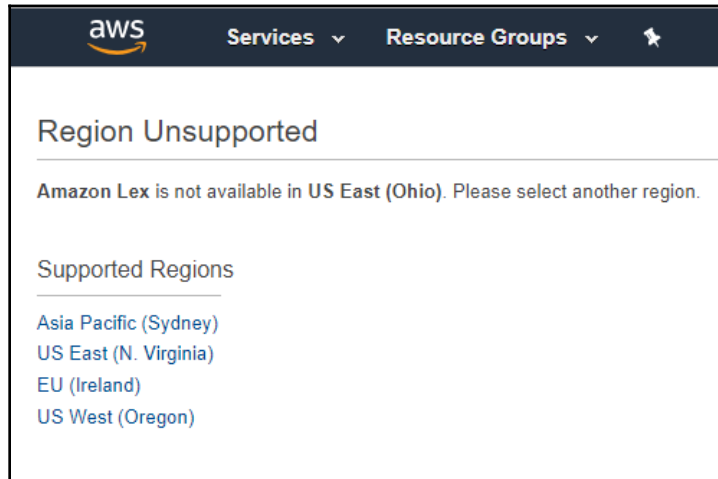 aws Services Resource Groups
Region Unsupported
Amazon Lex is not available in US East (Ohio). Please select another region.
Supported Regions
Asia Pacific (Sydney)
US East (N. Virginia)
EU (Ireland)
US West (Oregon)